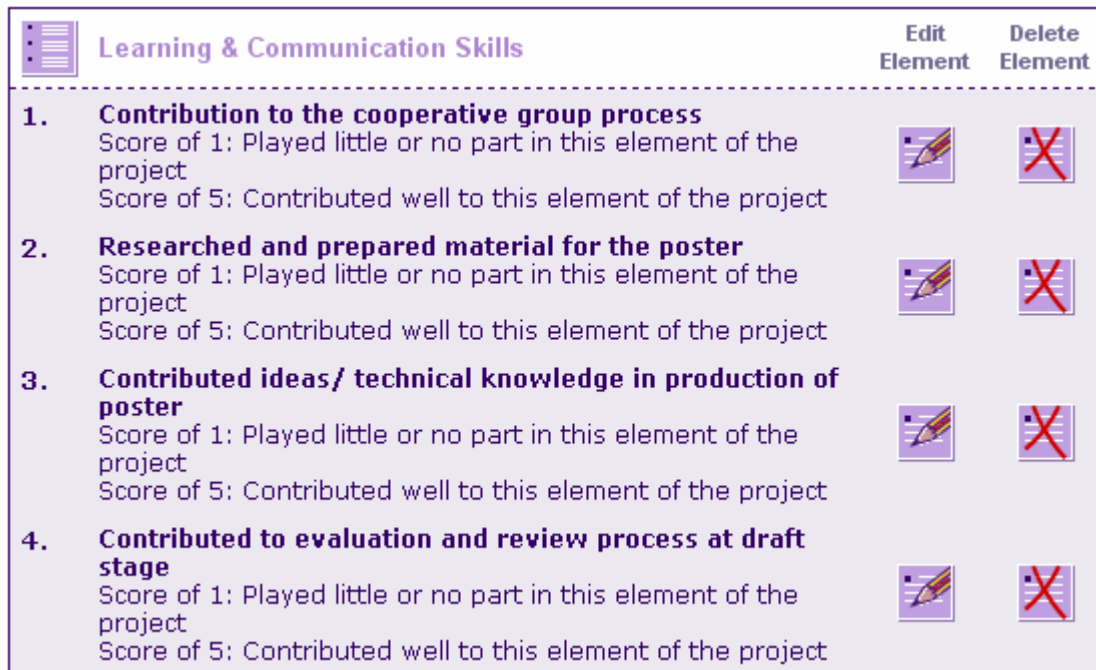 Learning & Communication Skills
Edit Element
Delete Element
1. Contribution to the cooperative group process
Score of 1: Played little or no part in this element of the
project
Score of 5: Contributed well to this element of the project
2. Researched and prepared material for the poster
Score of 1: Played little or no part in this element of the
project
Score of 5: Contributed well to this element of the project
3. Contributed ideas/ technical knowledge in production of
poster
Score of 1: Played little or no part in this element of the
project
Score of 5: Contributed well to this element of the project
4. Contributed to evaluation and review process at draft
stage
Score of 1: Played little or no part in this element of the
project
Score of 5: Contributed well to this element of the project